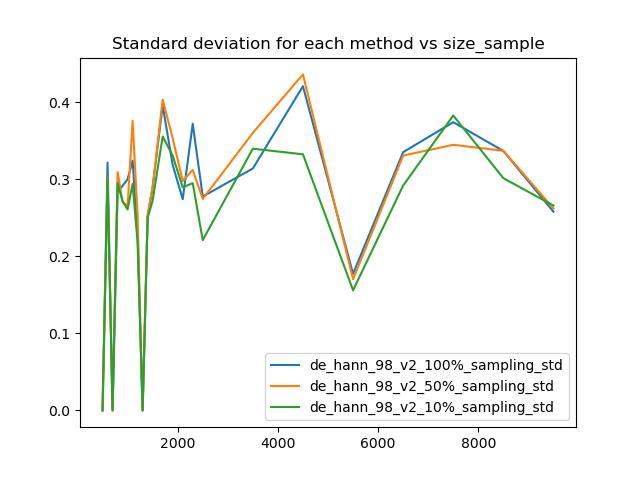 Standard deviation for each method vs size_sample
0.4
0.3
0.2
0.1
0.0
de_hann_98_v2_100%_sampling_std
de_hann_98_v2_50%_sampling_std
de_hann_98_v2_10%_sampling_std
2000 4000 6000 8000